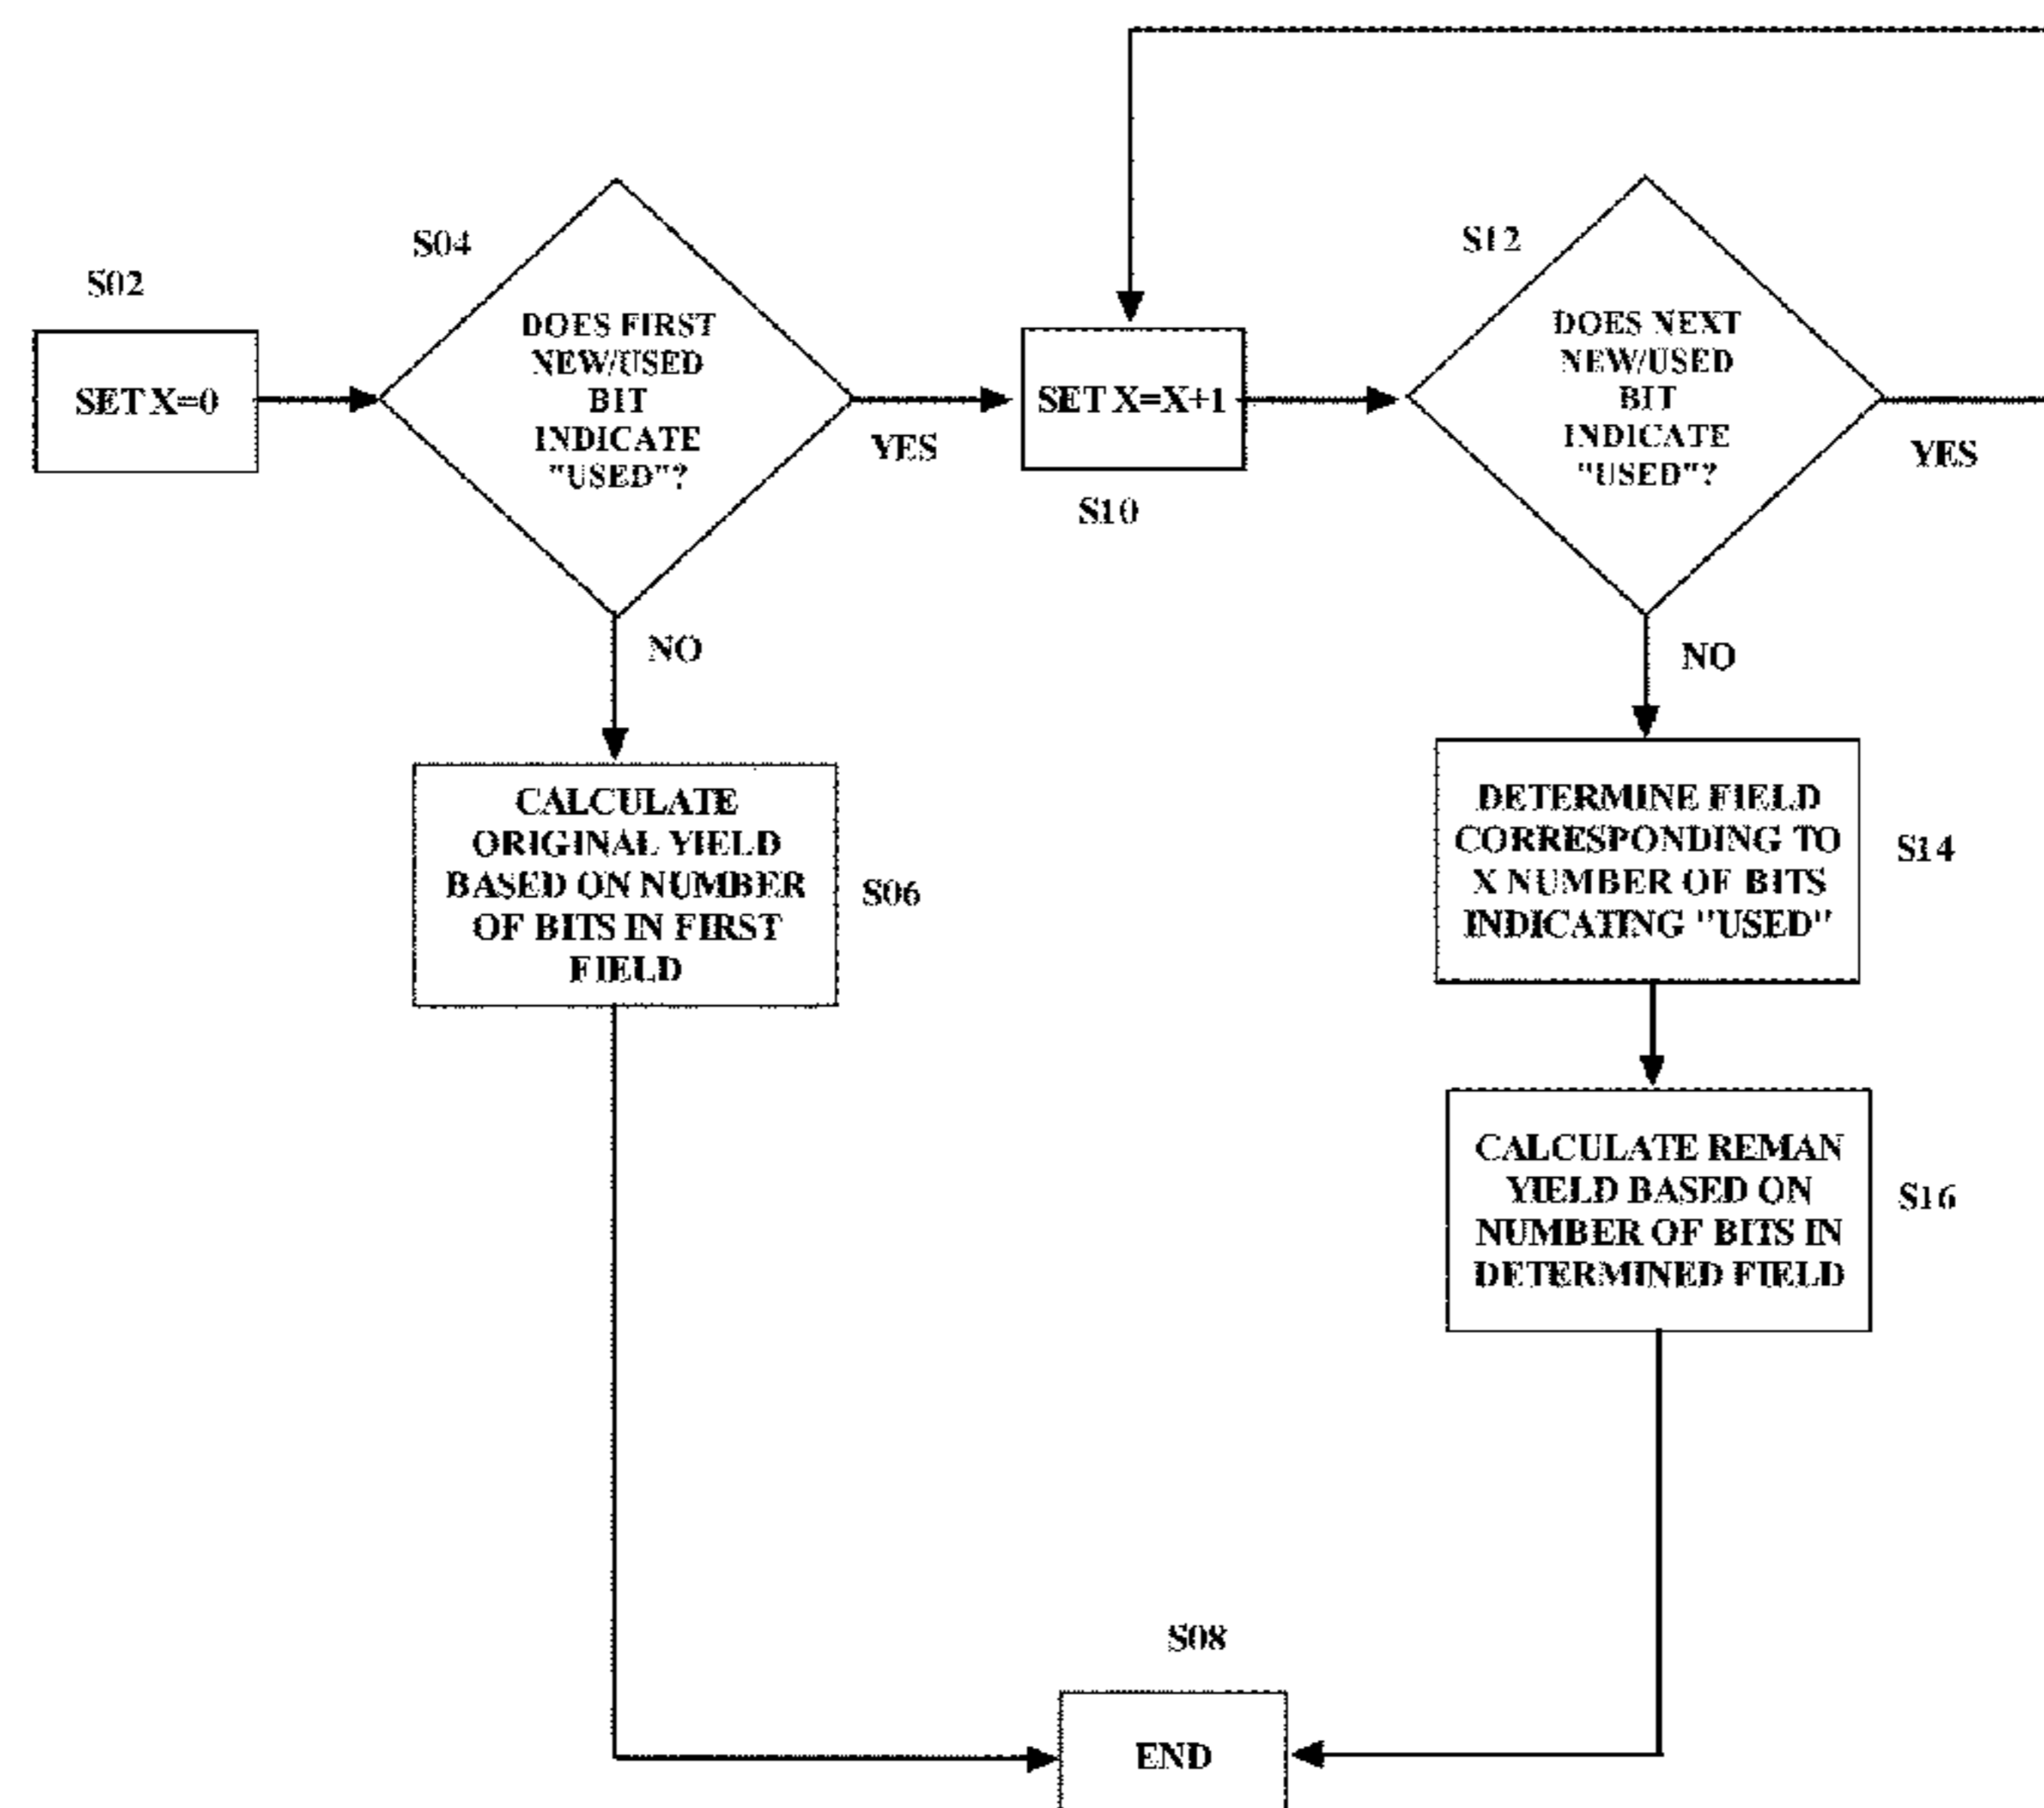 S02
SET X=0
S04
DOES FIRST
NEW/USED
BIT
INDICATE
"USED"?
YES
NO
CALCULATE
ORIGINAL YIELD
BASED ON NUMBER
OF BITS IN FIRST
FIELD
S06
SET X=X+1
S10
S12
DOES NEXT
NEW/USED
BIT
INDICATE
"USED"?
YES
NO
DETERMINE FIELD
CORRESPONDING TO
X NUMBER OF BITS
INDICATING "USED"
S14
CALCULATE REMAN
YIELD BASED ON
NUMBER OF BITS IN
DETERMINED FIELD
S16
S08
END